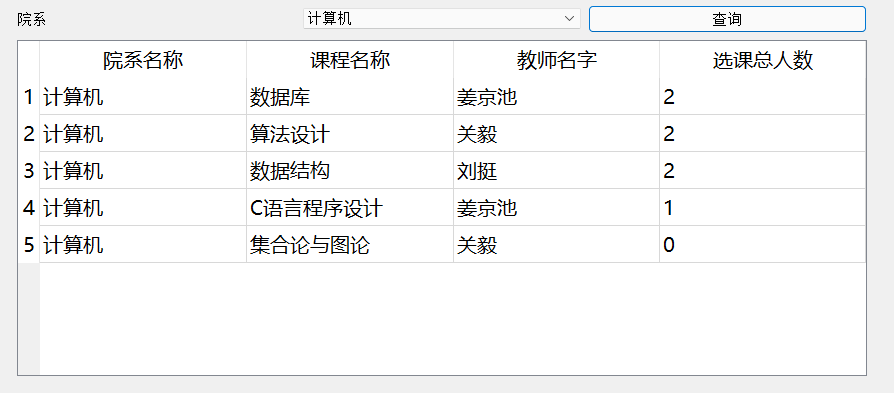 院系 计算机 查询
院系名称 课程名称 教师名字 选课总人数
1 计算机 数据库 姜京池 2
2 计算机 算法设计 关毅 2
3 计算机 数据结构 刘挺 2
4 计算机 C语言程序设计 姜京池 1
5 计算机 集合论与图论 关毅 0